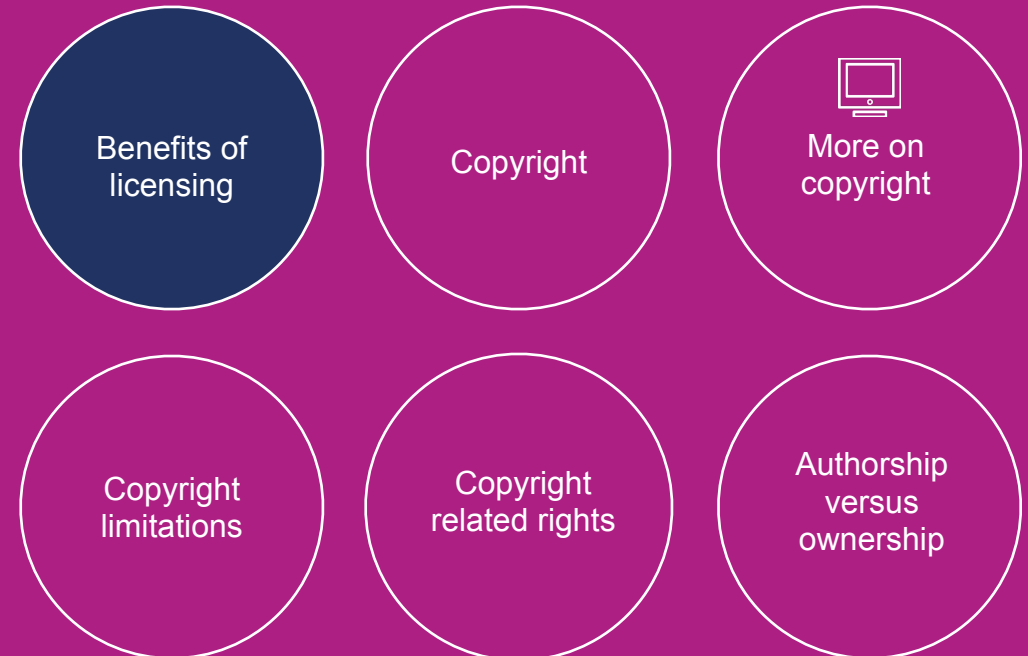 Benefits of
licensing
Copyright
More on
copyright
Copyright
limitations
Copyright
related rights
Authorship
versus
ownership